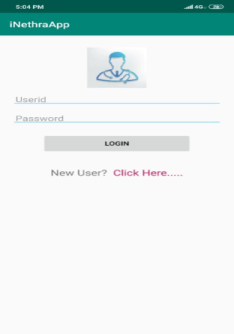 5:04 PM 4G
iNethraApp
Userid
Password
LOGIN
New User? Click Here.....